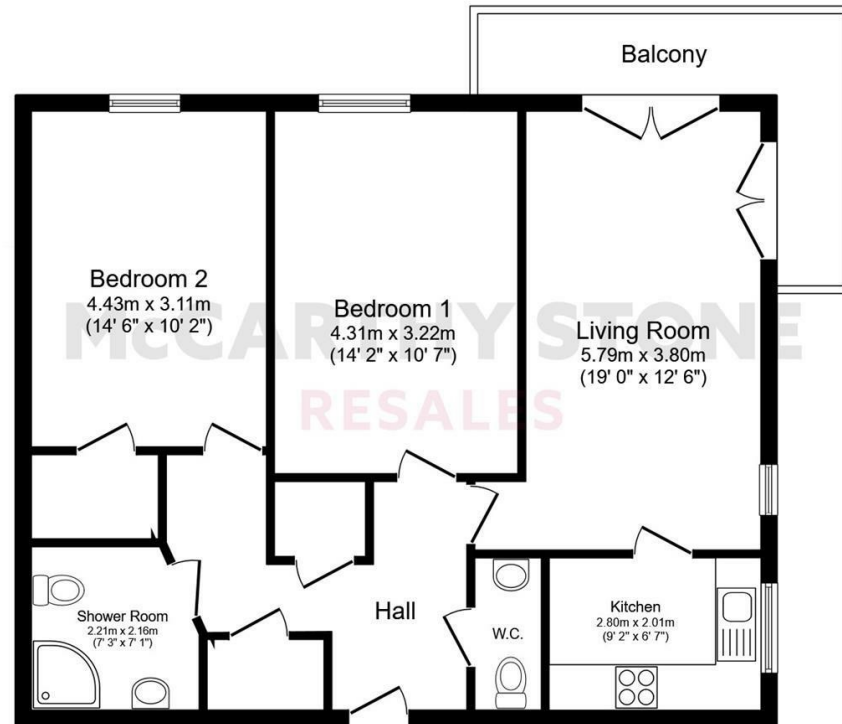 Balcony
Bedroom 2
4.43m x 3.11m
(14' 6" x 10' 2")
Bedroom 1
4.31m x 3.22m
(14' 2" x 10' 7")
Living Room
5.79m x 3.80m
(19' 0" x 12' 6")
McCARTHY STONE
RESALES
Shower Room
2.21m x 2.16m
(7' 3" x 7' 1")
Hall
W.C.
Kitchen
2.80m x 2.01m
(9' 2" x 6' 7")